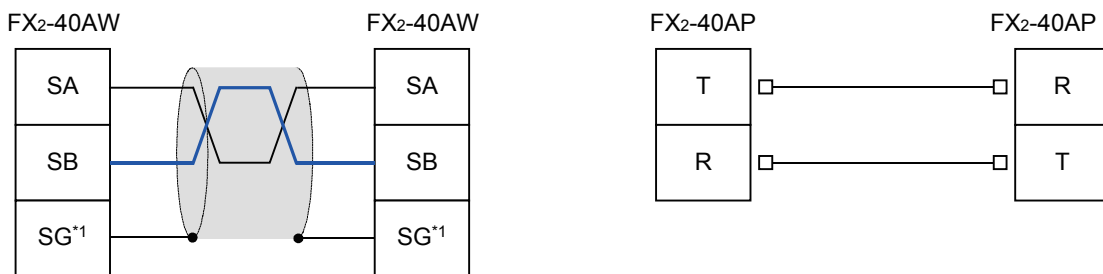 FX2-40AW FX2-40AW
SA SA
SB SB
SG*1 SG*1
FX2-40AP FX2-40AP
T R
R T